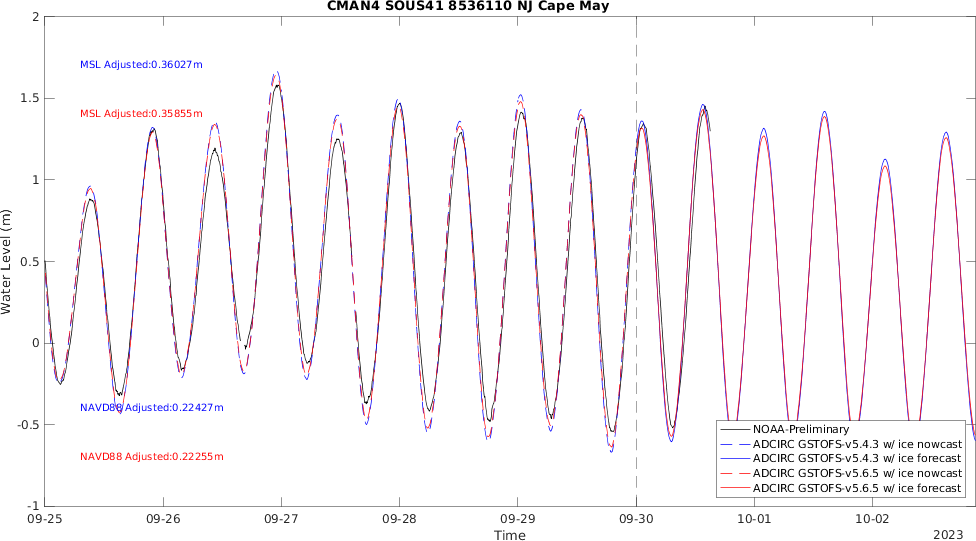 CMAN4 SOUS41 8536110 NJ Cape May
2
1.5
1
0.5
0
-0.5
-1
Water Level (m)
MSL Adjusted:0.36027m
MSL Adjusted:0.35855m
NAVD88 Adjusted:0.22427m
NAVD88 Adjusted:0.22255m
NOAA-Preliminary
ADCIRC GSTOFS-v5.4.3 w/ ice nowcast
ADCIRC GSTOFS-v5.4.3 w/ ice forecast
ADCIRC GSTOFS-v5.6.5 w/ ice nowcast
ADCIRC GSTOFS-v5.6.5 w/ ice forecast
09-25 09-26 09-27 09-28 09-29 09-30 10-01 10-02
Time
2023